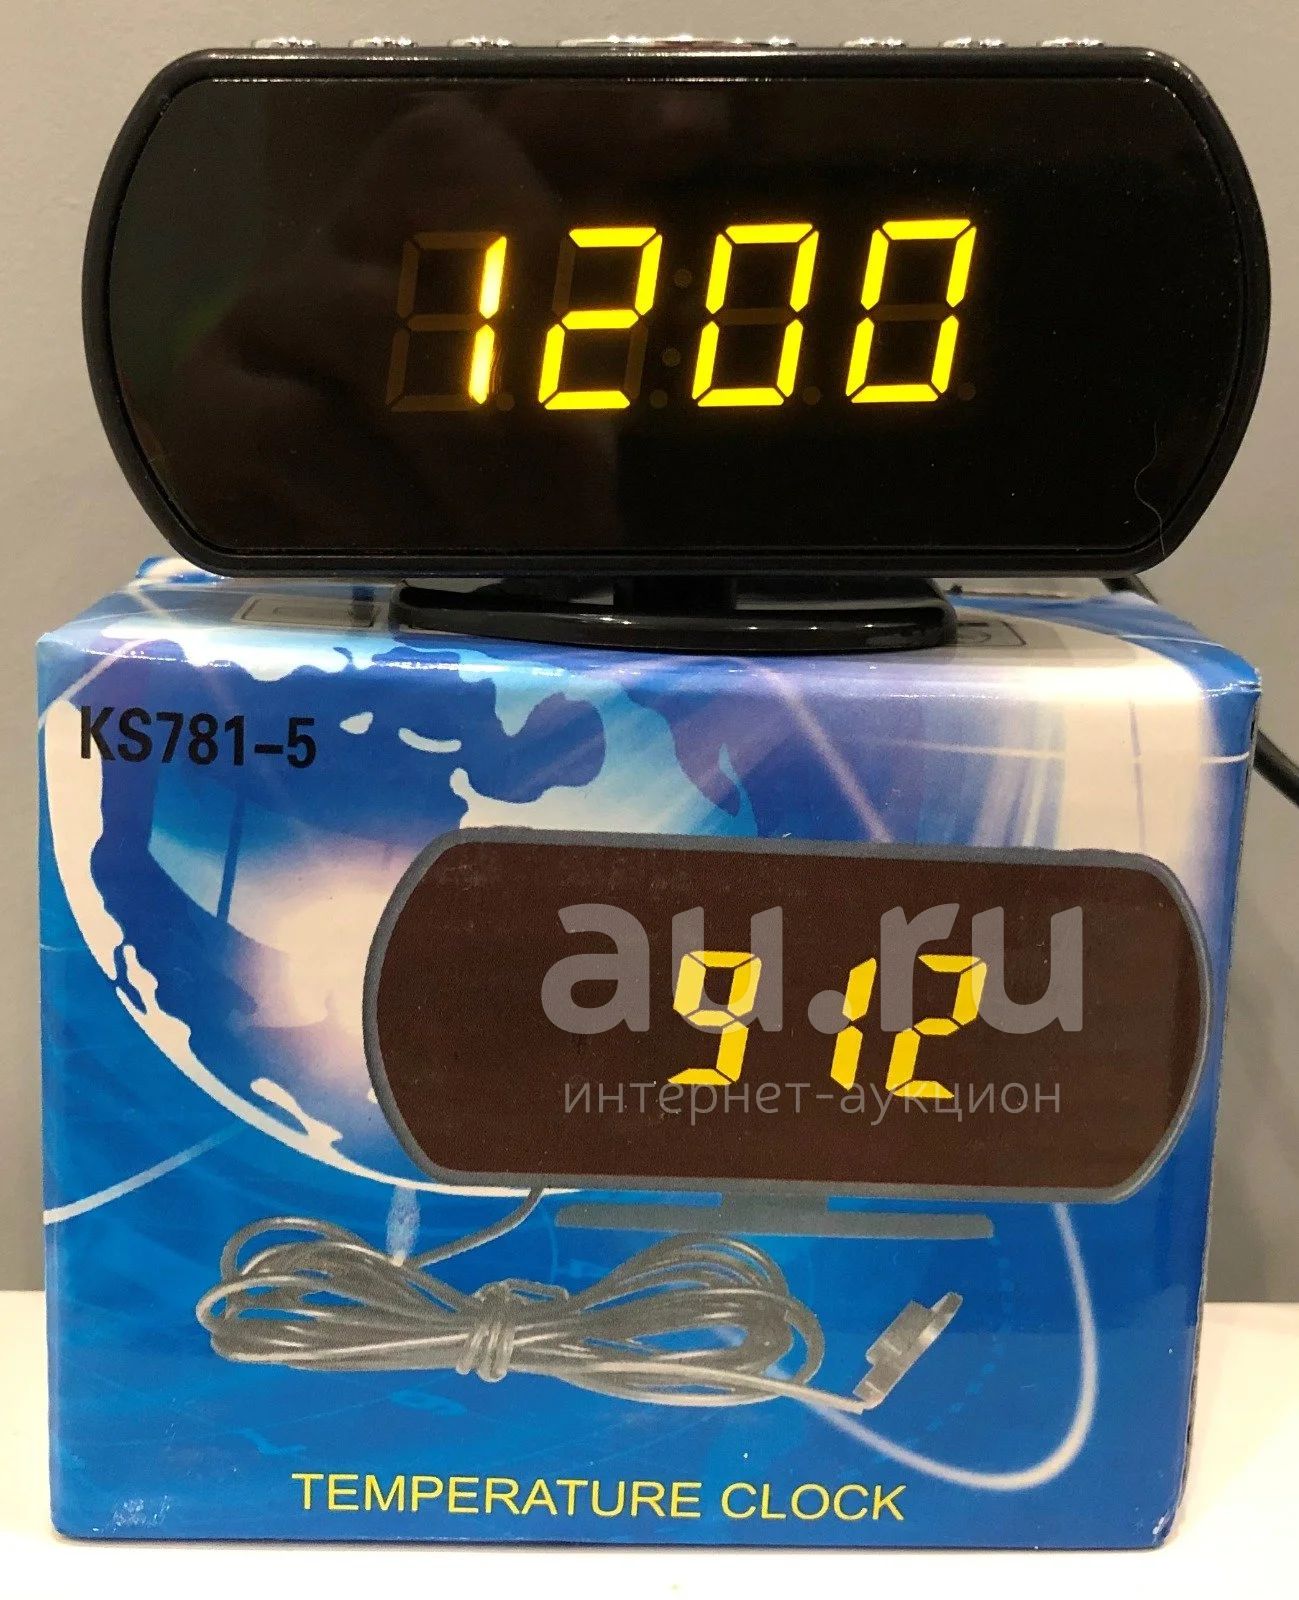 1200
KS781-5
au.ru
912
интернет-аукцион
TEMPERATURE CLOCK